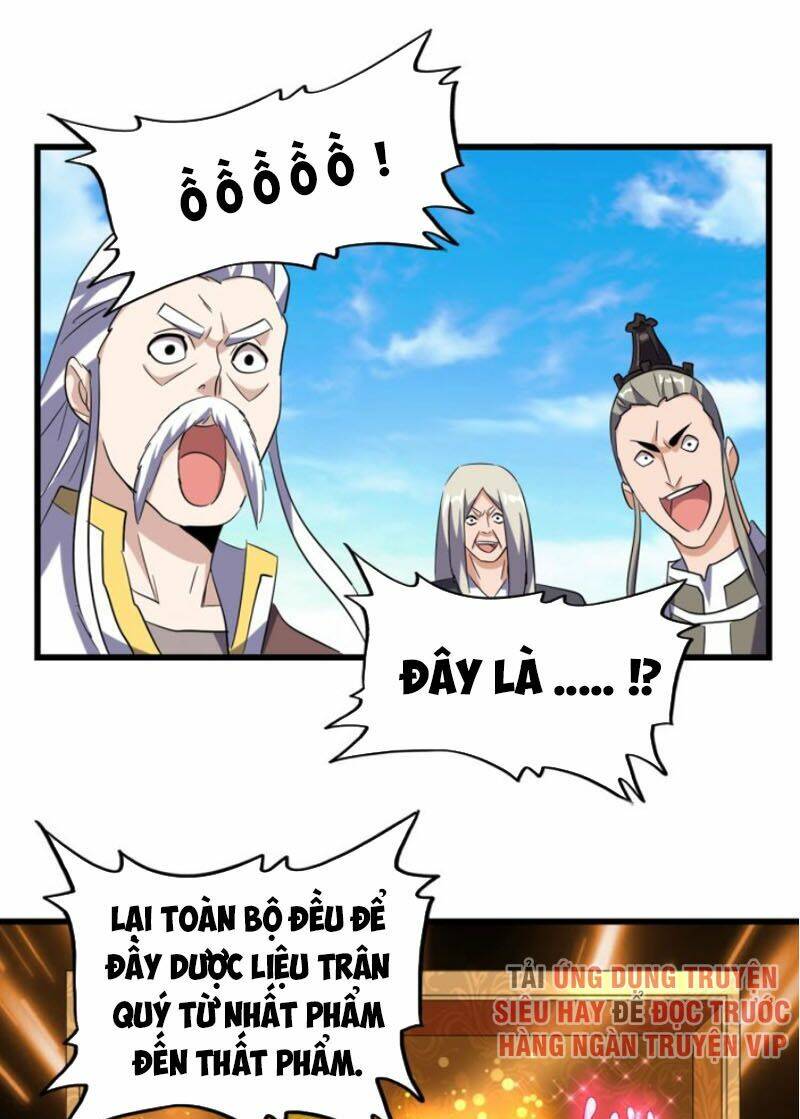 Ồ Ồ Ồ Ồ Ồ !
ĐÂY LÀ ..... !?
LẠI TOÀN BỘ ĐỀU ĐỂ
ĐẦY DƯỢC LIỆU TRÂN
QUÝ TỪ NHẤT PHẨM
ĐẾN THẤT PHẨM.
TẢI ỨNG DỤNG TRUYỆN
SIÊU HAY ĐỂ ĐỌC TRƯỚC
HÀNG NGÀN TRUYỆN VIP